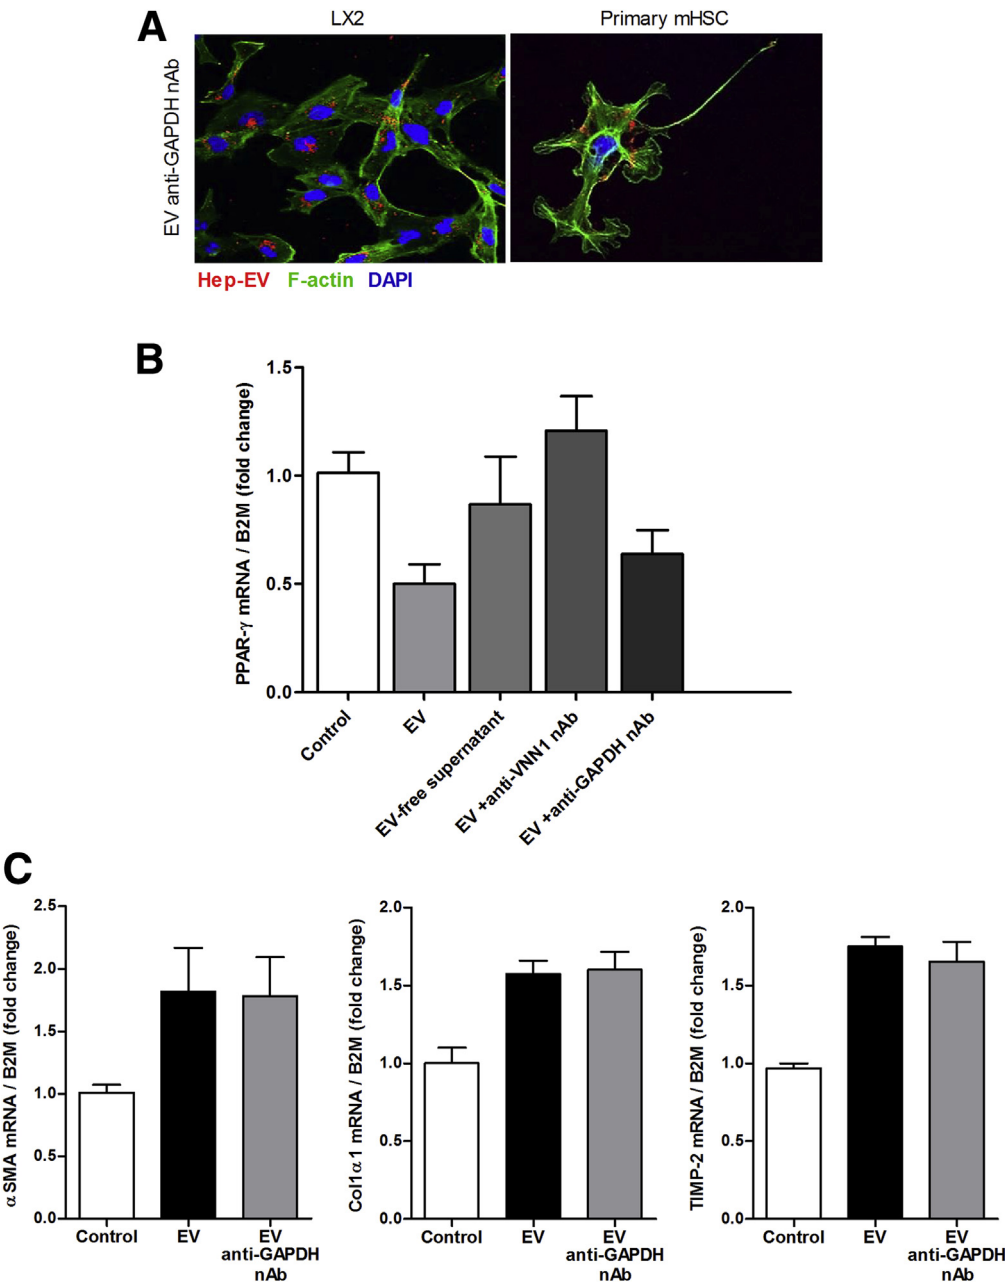 A
LX2
Primary mHSC
EV anti-GAPDH nAb
Hep-EV F-actin DAPI
B
PPAR-γ mRNA / B2M (fold change)
1.5
1.0
0.5
0.0
Control
EV
EV-free supernatant
EV +anti-VNN1 nAb
EV +anti-GAPDH nAb
C
α SMA mRNA / B2M (fold change)
2.5
2.0
1.5
1.0
0.5
0.0
Control
EV
EV
anti-GAPDH
nAb
Col1α1 mRNA / B2M (fold change)
2.0
1.5
1.0
0.5
0.0
Control
EV
EV
anti-GAPDH
nAb
TIMP-2 mRNA / B2M (fold change)
2.0
1.5
1.0
0.5
0.0
Control
EV
EV
anti-GAPDH
nAb